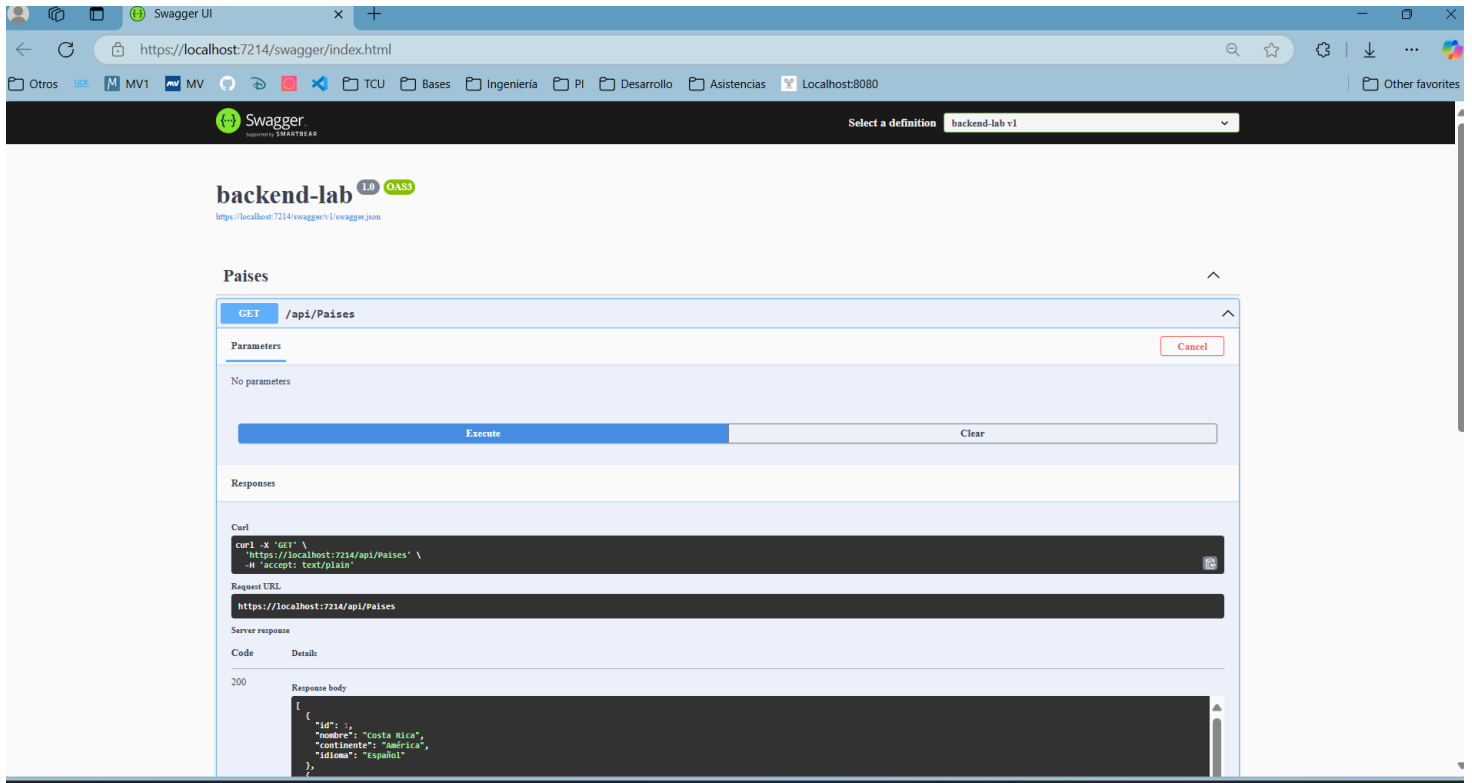 Swagger UI
https://localhost:7214/swagger/index.html
Otros UCR MV1 MV TCU Bases Ingeniería PI Desarrollo Asistencias Localhost:8080 Other favorites
Swagger. Select a definition backend-lab v1
Supported by SMARTBEAR
backend-lab 1.0 OAS3
https://localhost:7214/swagger/v1/swagger.json
Paises
GET /api/Paises
Parameters Cancel
No parameters
Execute Clear
Responses
Curl
curl -X 'GET' \
'https://localhost:7214/api/Paises' \
-H 'accept: text/plain'
Request URL
https://localhost:7214/api/Paises
Server response
Code Details
200
Response body
[
{
"id": 1,
"nombre": "Costa Rica",
"continente": "América",
"idioma": "Español"
},
{